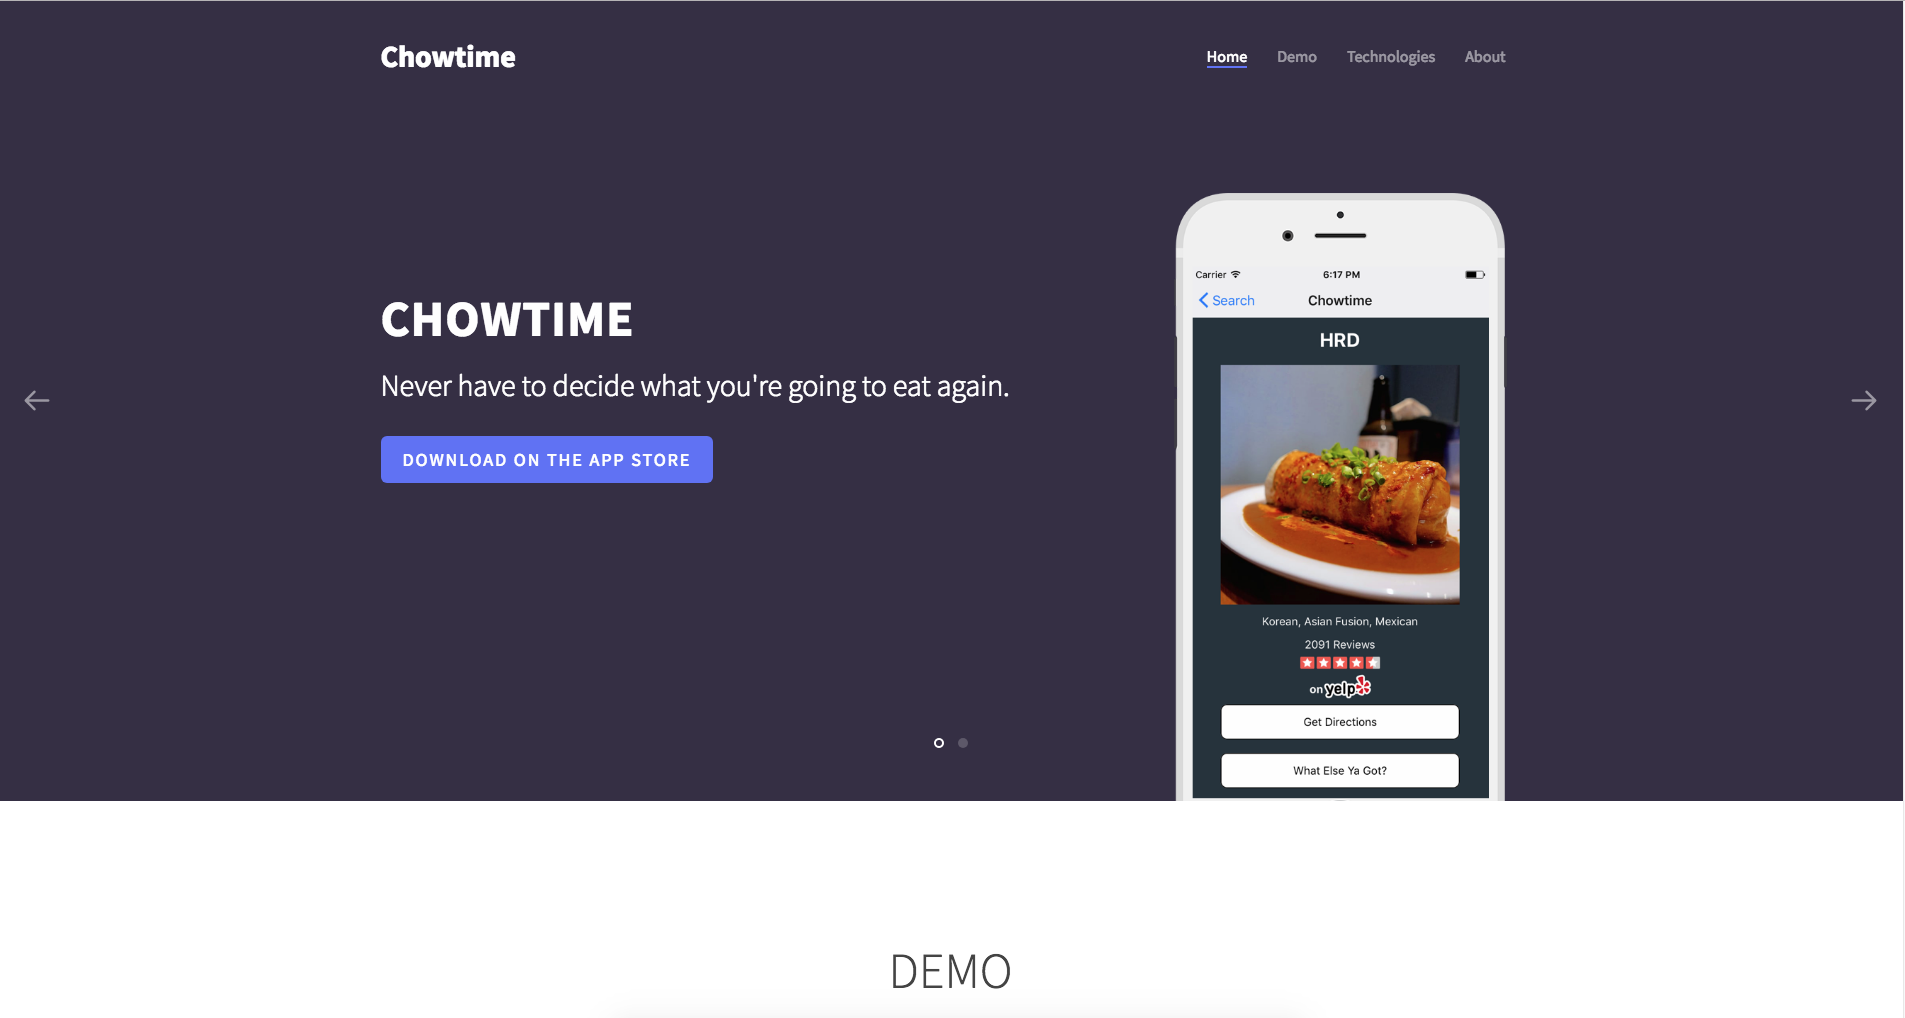 Chowtime
Home Demo Technologies About
CHOWTIME
Never have to decide what you're going to eat again.
DOWNLOAD ON THE APP STORE
Carrier 6:17 PM
Search Chowtime
HRD
Korean, Asian Fusion, Mexican
2091 Reviews
on yelp
Get Directions
What Else Ya Got?
DEMO